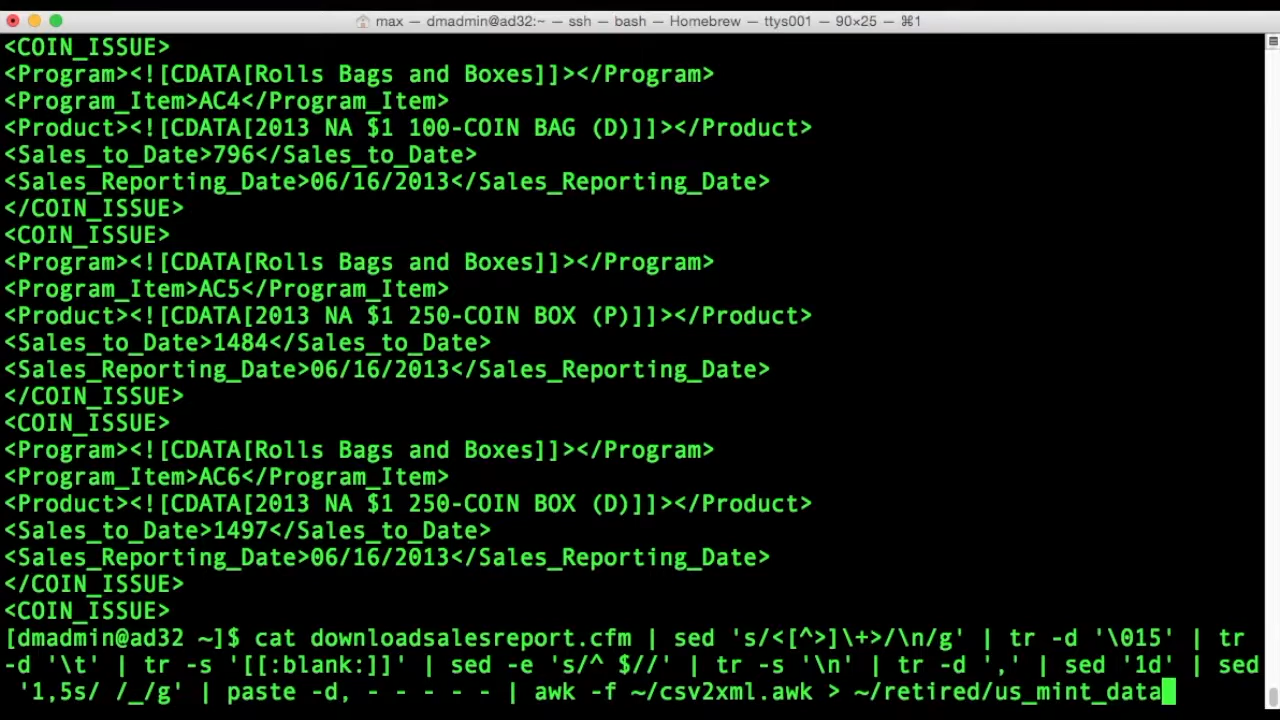 max — dmadmin@ad32:~ — ssh — bash — Homebrew — ttys001 — 90×25 — ⌘1
<COIN_ISSUE>
<Program><![CDATA[Rolls Bags and Boxes]]></Program>
<Program_Item>AC4</Program_Item>
<Product><![CDATA[2013 NA $1 100-COIN BAG (D)]]></Product>
<Sales_to_Date>796</Sales_to_Date>
<Sales_Reporting_Date>06/16/2013</Sales_Reporting_Date>
</COIN_ISSUE>
<COIN_ISSUE>
<Program><![CDATA[Rolls Bags and Boxes]]></Program>
<Program_Item>AC5</Program_Item>
<Product><![CDATA[2013 NA $1 250-COIN BOX (P)]]></Product>
<Sales_to_Date>1484</Sales_to_Date>
<Sales_Reporting_Date>06/16/2013</Sales_Reporting_Date>
</COIN_ISSUE>
<COIN_ISSUE>
<Program><![CDATA[Rolls Bags and Boxes]]></Program>
<Program_Item>AC6</Program_Item>
<Product><![CDATA[2013 NA $1 250-COIN BOX (D)]]></Product>
<Sales_to_Date>1497</Sales_to_Date>
<Sales_Reporting_Date>06/16/2013</Sales_Reporting_Date>
</COIN_ISSUE>
<COIN_ISSUE>
[dmadmin@ad32 ~]$ cat downloadsalesreport.cfm | sed 's/<[^>]\+>/\n/g' | tr -d '\015' | tr
-d '\t' | tr -s '[[:blank:]]' | sed -e 's/^ $//' | tr -s '\n' | tr -d ',' | sed '1d' | sed
'1,5s/ /_/g' | paste -d, - - - - - | awk -f ~/csv2xml.awk > ~/retired/us_mint_data